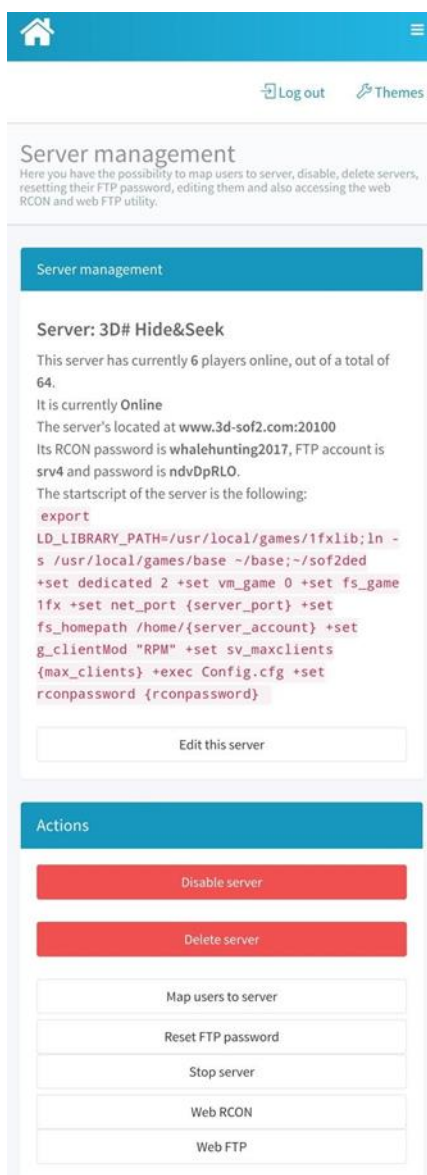 Log out
Themes
Server management
Here you have the possibility to map users to server, disable, delete servers,
resetting their FTP password, editing them and also accessing the web
RCON and web FTP utility.
Server management
Server: 3D# Hide&Seek
This server has currently 6 players online, out of a total of
64.
It is currently Online
The server's located at www.3d-sof2.com:20100
Its RCON password is whalehunting2017, FTP account is
srv4 and password is ndvDpRLO.
The startscript of the server is the following:
export
LD_LIBRARY_PATH=/usr/local/games/1fxlib;ln -
s /usr/local/games/base ~/base;~/sof2ded
+set dedicated 2 +set vm_game 0 +set fs_game
1fx +set net_port {server_port} +set
fs_homepath /home/{server_account} +set
g_clientMod "RPM" +set sv_maxclients
{max_clients} +exec Config.cfg +set
rconpassword {rconpassword}
Edit this server
Actions
Disable server
Delete server
Map users to server
Reset FTP password
Stop server
Web RCON
Web FTP